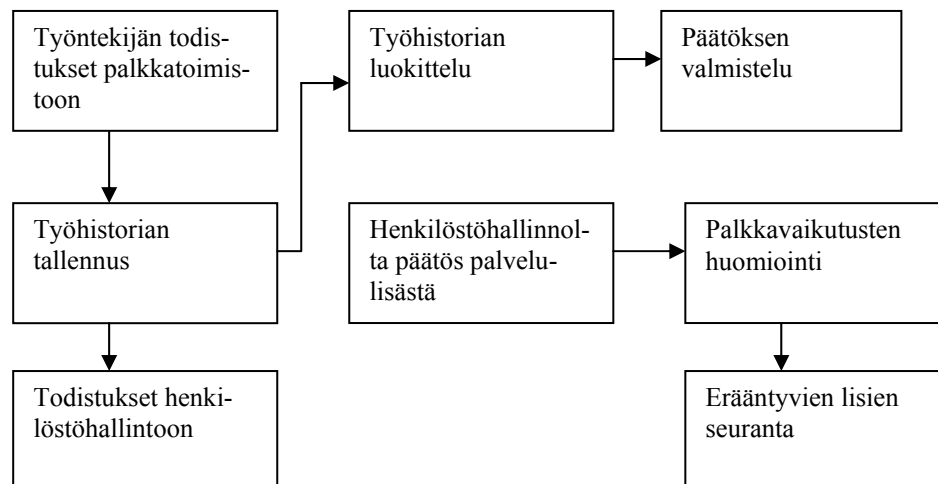 Työntekijän todis-
tukset palkkatoimis-
toon
Työhistorian
luokittelu
Päätöksen
valmistelu
Työhistorian
tallennus
Henkilöstöhallinnol-
ta päätös palvelu-
lisästä
Palkkavaikutusten
huomiointi
Todistukset henki-
löstöhallintoon
Erääntyvien lisien
seuranta